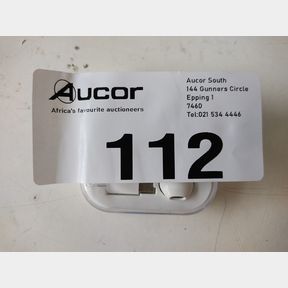 Aucor
Africa's favourite auctioneers
Aucor South
144 Gunners Circle
Epping 1
7460
Tel:021 534 4446
112